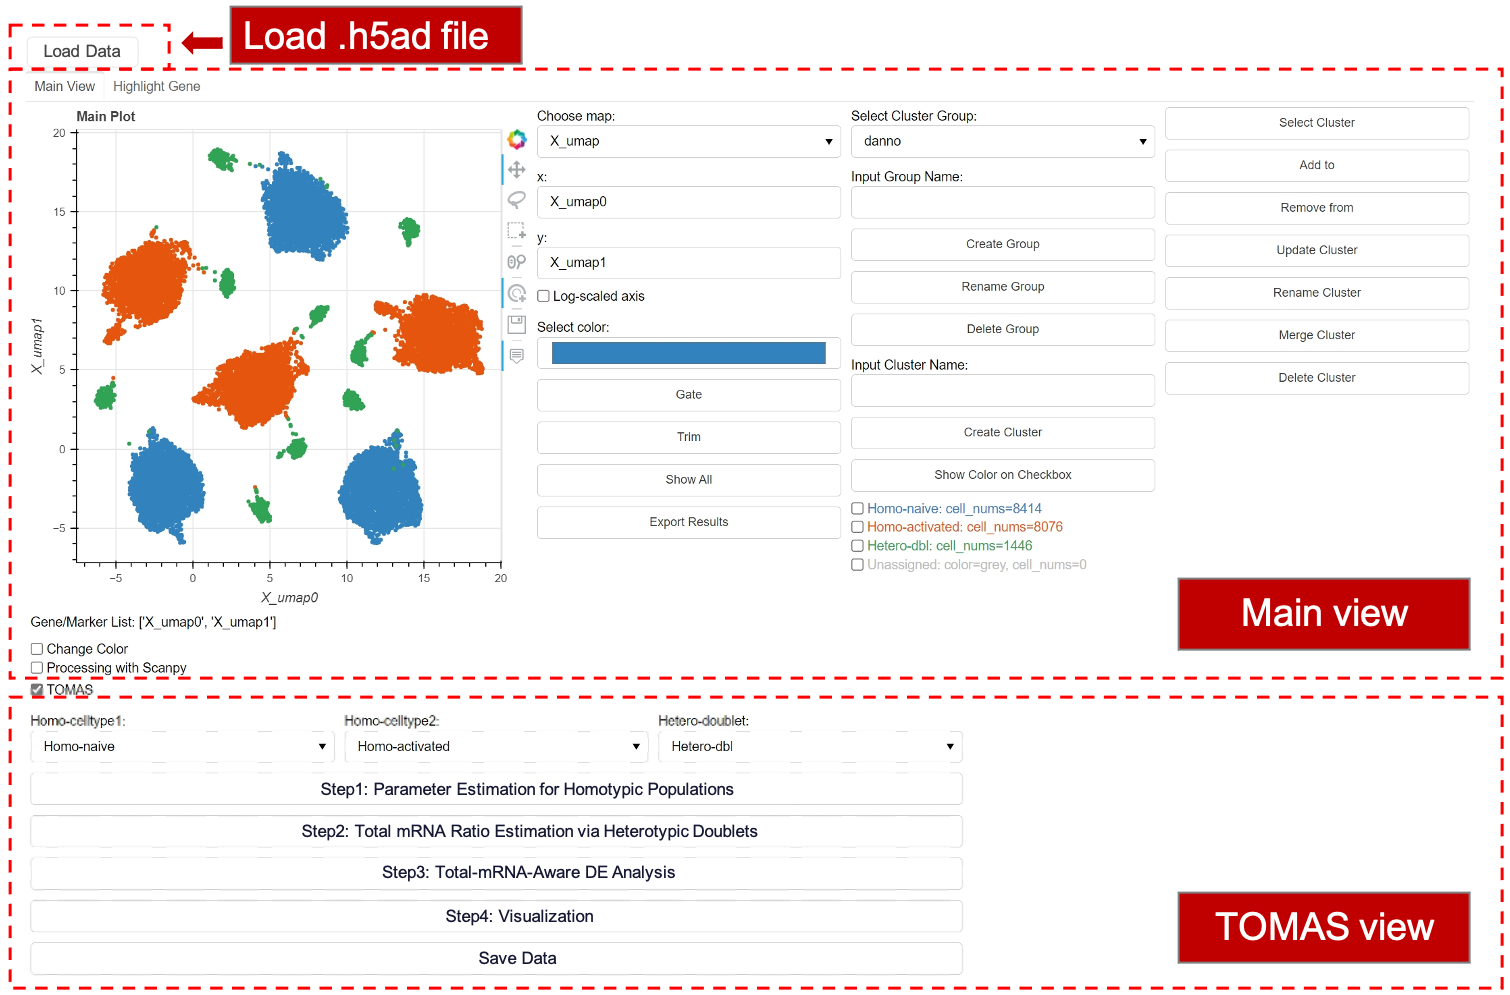 Load Data
Load .h5ad file
Main View Highlight Gene
Main Plot
20
15
10
5
0
−5
X_umap1
−5 0 5 10 15 20
X_umap0
Choose map:
X_umap
x:
X_umap0
y:
X_umap1
Log-scaled axis
Select color:
Gate
Trim
Show All
Export Results
Select Cluster Group:
danno
Input Group Name:
Create Group
Rename Group
Delete Group
Input Cluster Name:
Create Cluster
Show Color on Checkbox
Homo-naive: cell_nums=8414
Homo-activated: cell_nums=8076
Hetero-dbl: cell_nums=1446
Unassigned: color=grey, cell_nums=0
Select Cluster
Add to
Remove from
Update Cluster
Rename Cluster
Merge Cluster
Delete Cluster
Main view
Gene/Marker List: ['X_umap0', 'X_umap1']
Change Color
Processing with Scanpy
TOMAS
Homo-celltype1: Homo-celltype2: Hetero-doublet:
Homo-naive Homo-activated Hetero-dbl
Step1: Parameter Estimation for Homotypic Populations
Step2: Total mRNA Ratio Estimation via Heterotypic Doublets
Step3: Total-mRNA-Aware DE Analysis
Step4: Visualization
Save Data
TOMAS view